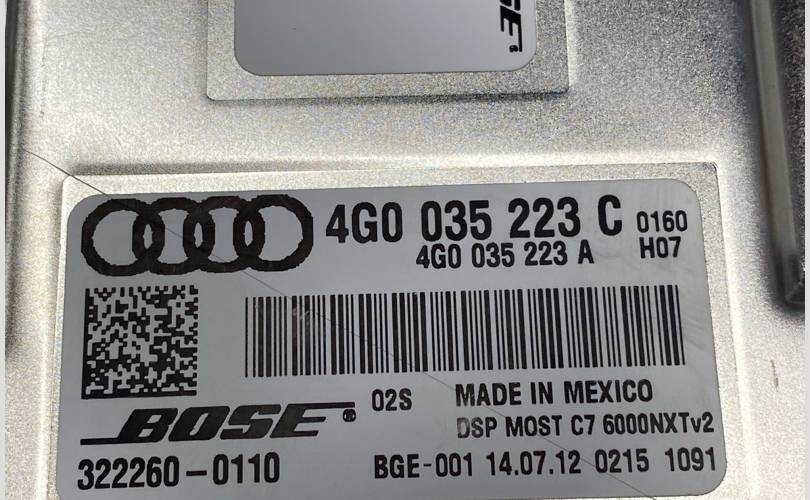 BOSE
4G0 035 223 C 0160
4G0 035 223 A H07
02S MADE IN MEXICO
BOSE® DSP MOST C7 6000NXTv2
322260-0110 BGE-001 14.07.12 0215 1091